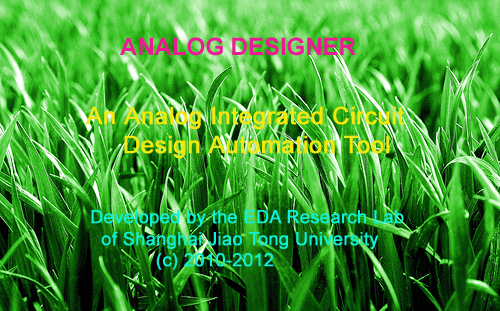 ANALOG DESIGNER
An Analog Integrated Circuit
Design Automation Tool
Developed by the EDA Research Lab
of Shanghai Jiao Tong University
(c) 2010-2012